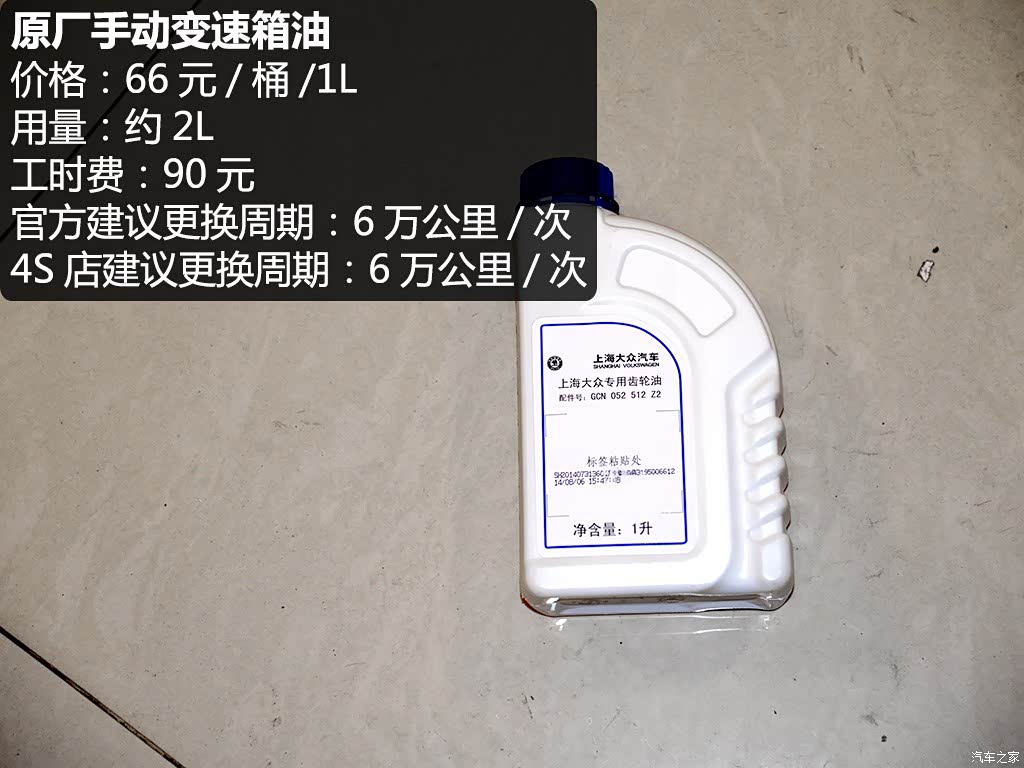 原厂手动变速箱油
价格：66 元 / 桶 /1L
用量：约 2L
工时费：90 元
官方建议更换周期：6 万公里 / 次
4S 店建议更换周期：6 万公里 / 次
上海大众汽车
SHANGHAI VOLKSWAGEN
上海大众专用齿轮油
配件号：GCN 052 512 Z2
标签粘贴处
14/08/06
净含量：1升
汽车之家